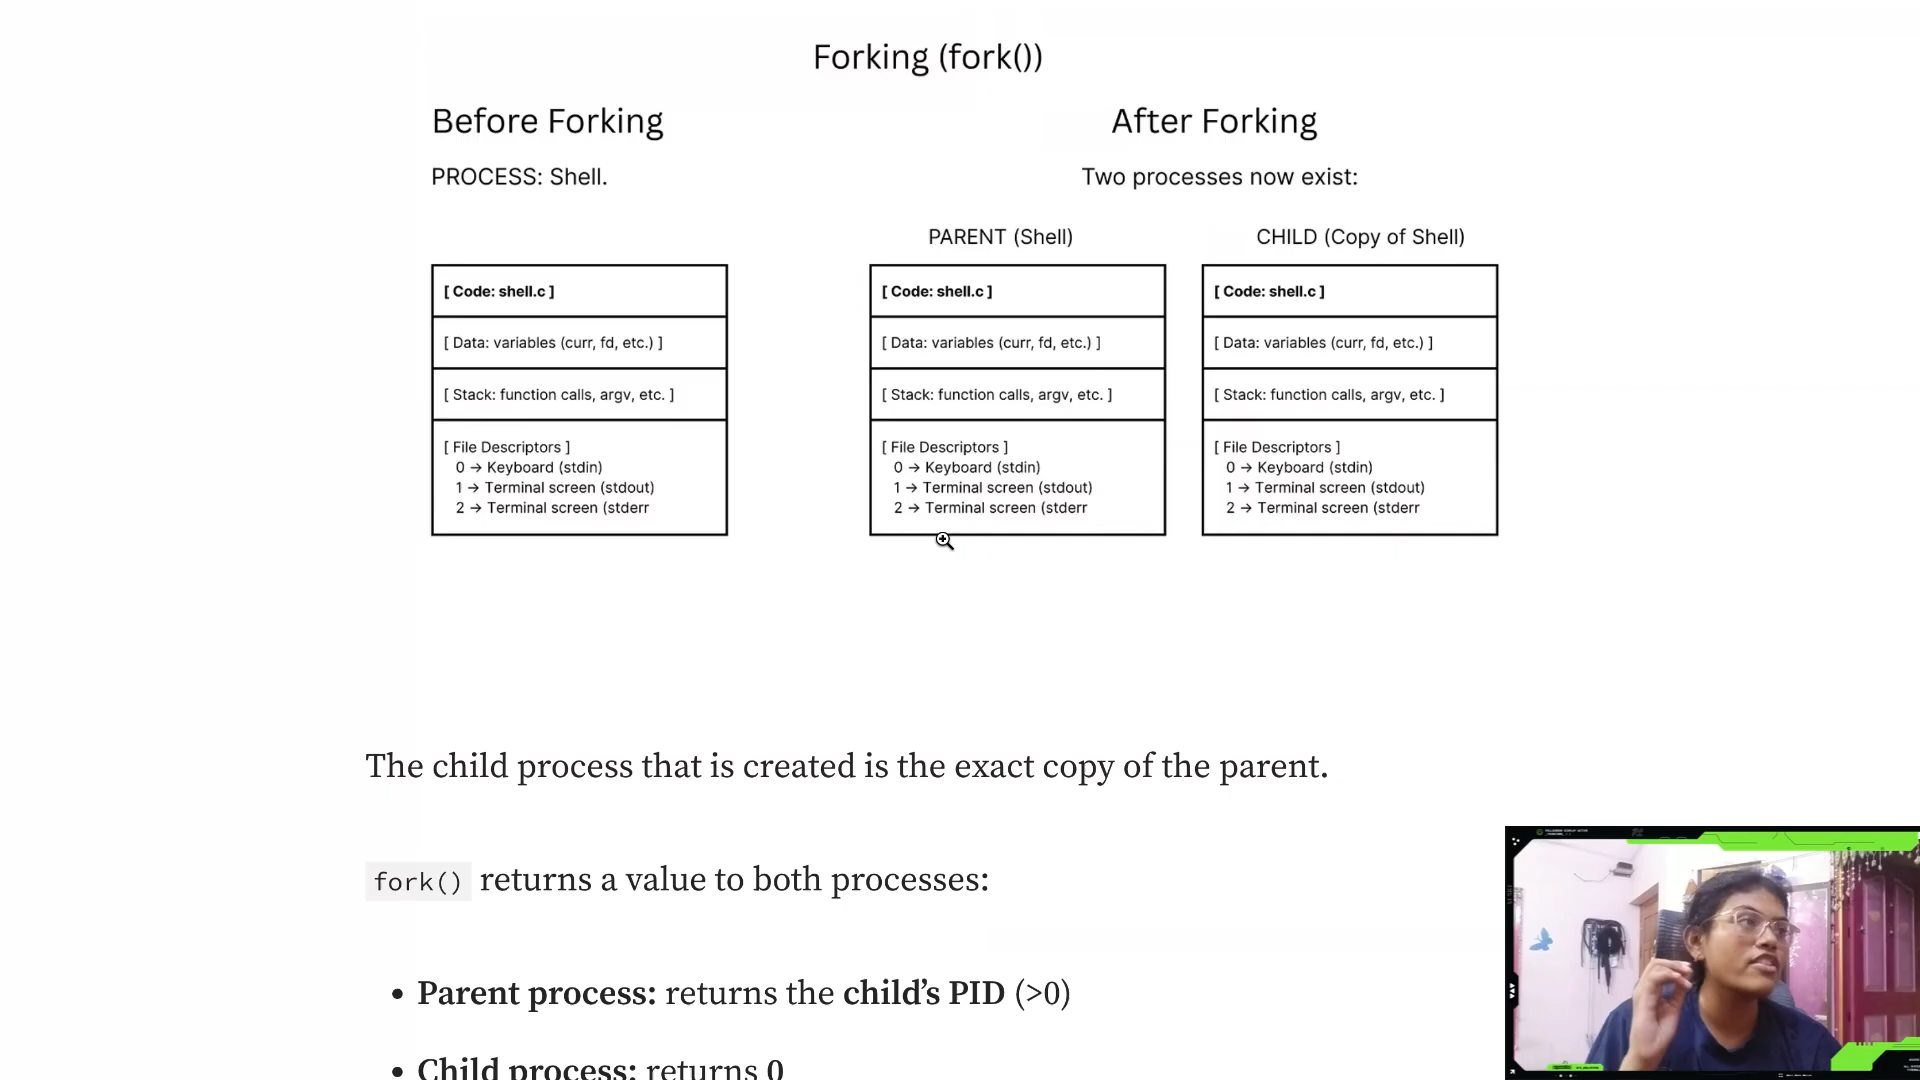 Forking (fork())
Before Forking
After Forking
PROCESS: Shell.
Two processes now exist:
PARENT (Shell)
CHILD (Copy of Shell)
[ Code: shell.c ]
[ Data: variables (curr, fd, etc.) ]
[ Stack: function calls, argv, etc. ]
[ File Descriptors ]
0 → Keyboard (stdin)
1 → Terminal screen (stdout)
2 → Terminal screen (stderr
[ Code: shell.c ]
[ Data: variables (curr, fd, etc.) ]
[ Stack: function calls, argv, etc. ]
[ File Descriptors ]
0 → Keyboard (stdin)
1 → Terminal screen (stdout)
2 → Terminal screen (stderr
[ Code: shell.c ]
[ Data: variables (curr, fd, etc.) ]
[ Stack: function calls, argv, etc. ]
[ File Descriptors ]
0 → Keyboard (stdin)
1 → Terminal screen (stdout)
2 → Terminal screen (stderr
The child process that is created is the exact copy of the parent.
fork() returns a value to both processes:
• Parent process: returns the child’s PID (>0)
• Child process: returns 0